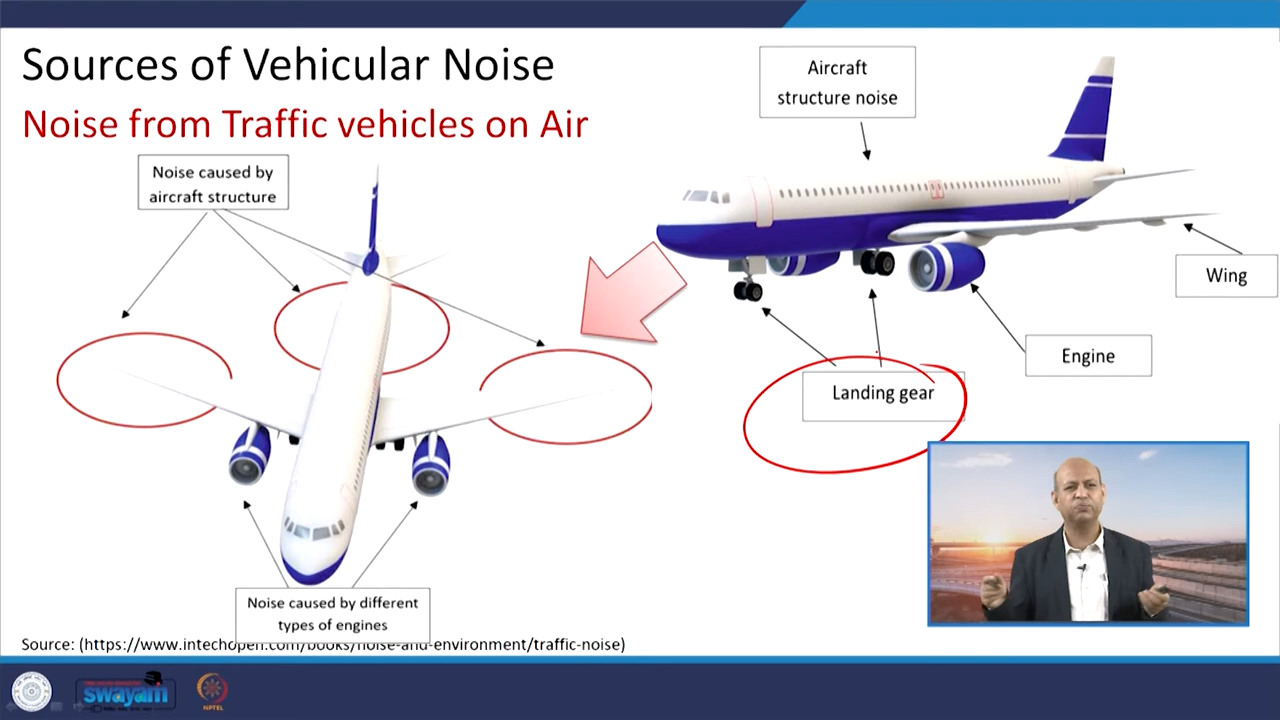 Sources of Vehicular Noise
Noise from Traffic vehicles on Air
Noise caused by
aircraft structure
Aircraft
structure noise
Wing
Engine
Landing gear
Noise caused by different
types of engines
Source: (https://www.intechopen.com/books/noise-and-environment/traffic-noise)
swayam
NPTEL